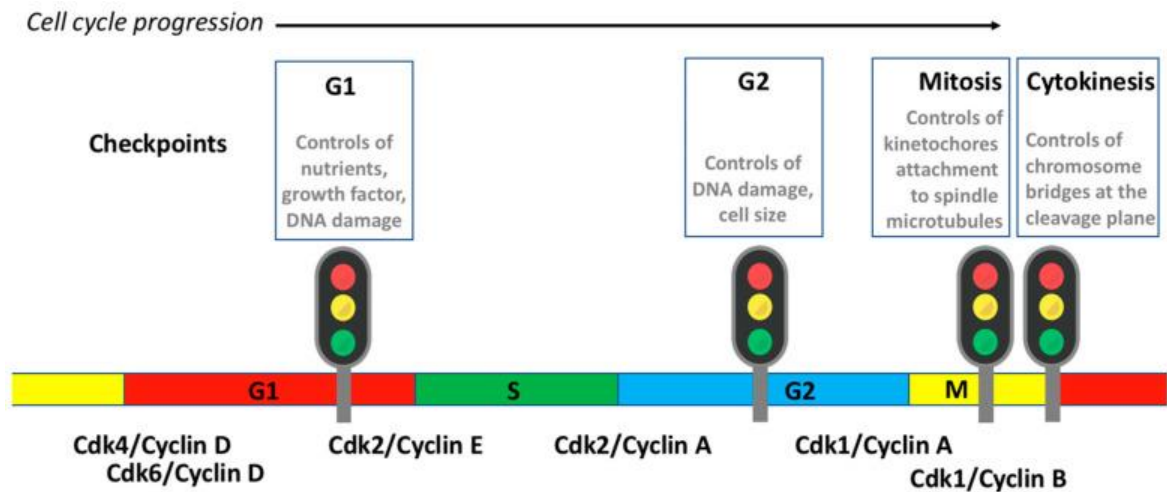 Cell cycle progression
G1
Controls of
nutrients,
growth factor,
DNA damage
G2
Controls of
DNA damage,
cell size
Mitosis
Controls of
kinetochores
attachment
to spindle
microtubules
Cytokinesis
Controls of
chromosome
bridges at the
cleavage plane
Checkpoints
G1
S
G2
M
Cdk4/Cyclin D
Cdk6/Cyclin D
Cdk2/Cyclin E
Cdk2/Cyclin A
Cdk1/Cyclin A
Cdk1/Cyclin B